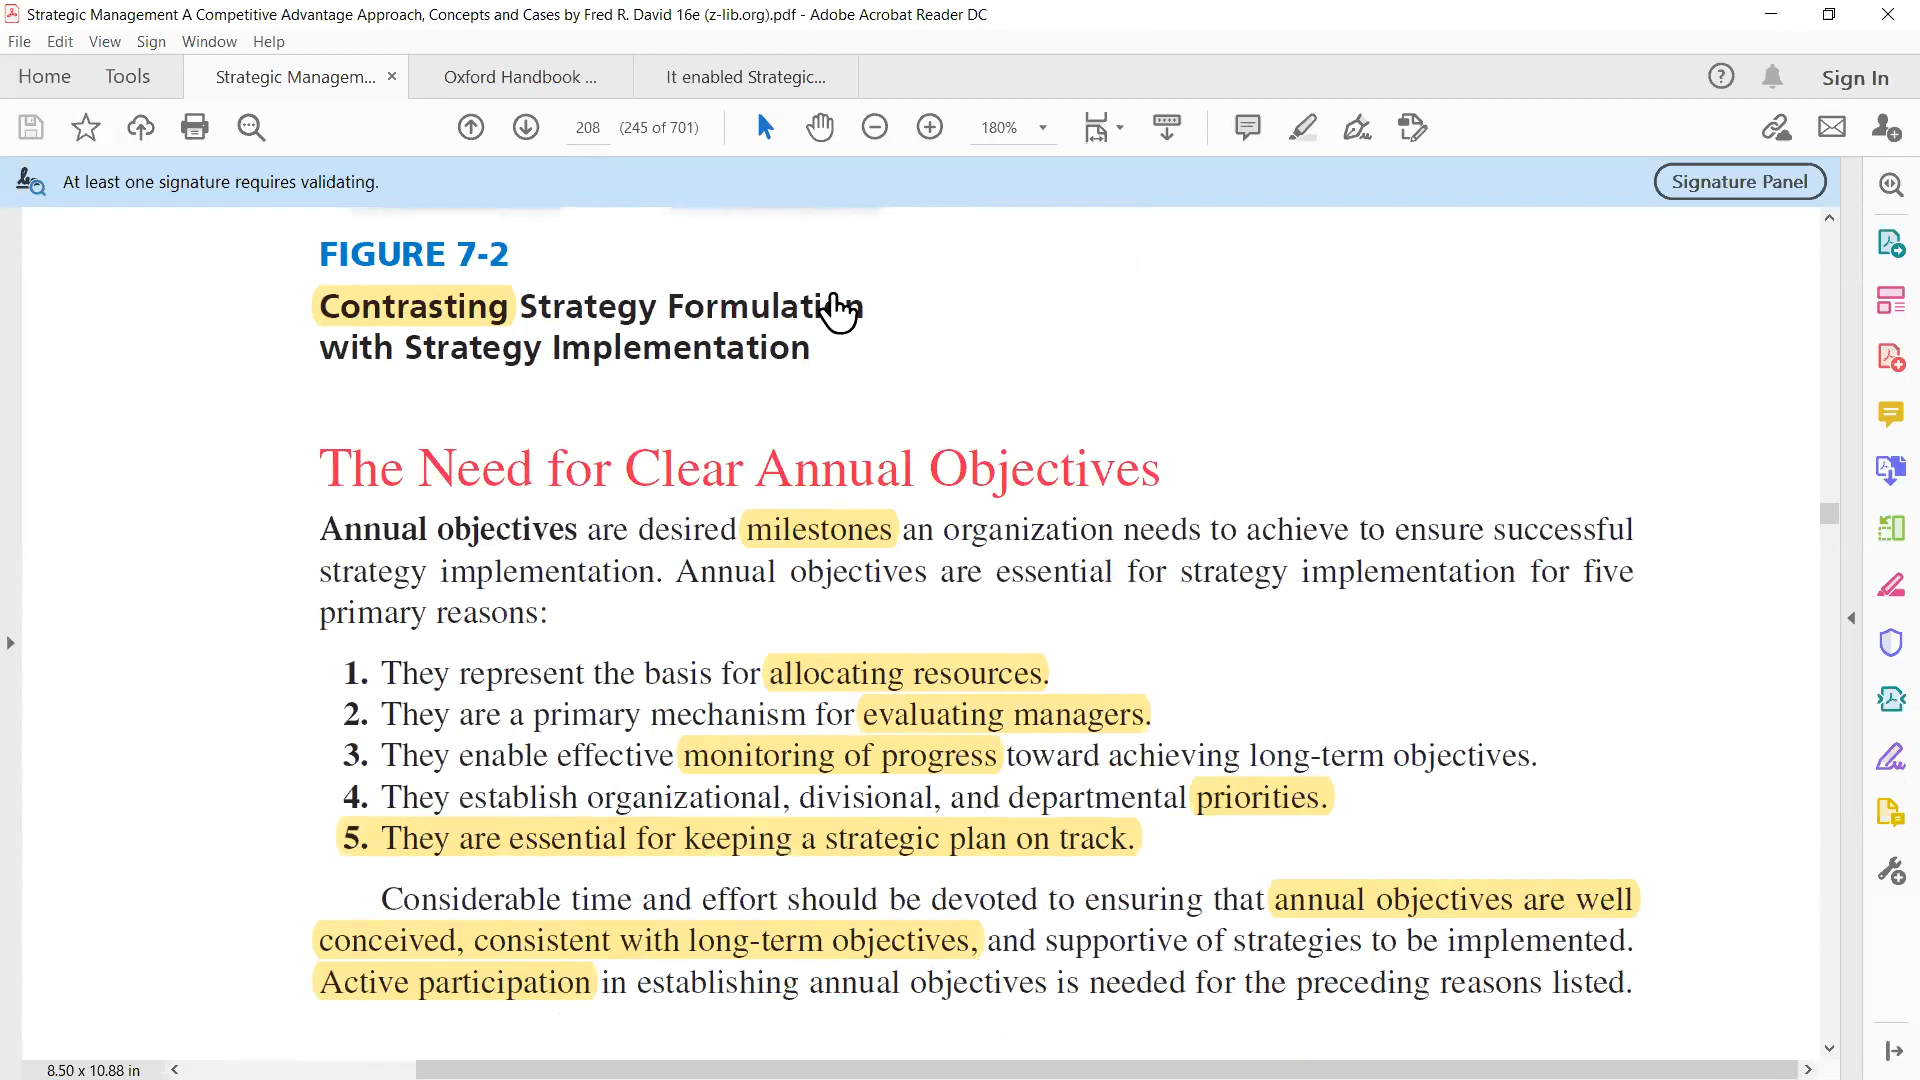 Strategic Management A Competitive Advantage Approach, Concepts and Cases by Fred R. David 16e (z-lib.org).pdf - Adobe Acrobat Reader DC
File Edit View Sign Window Help
Home Tools Strategic Managem... × Oxford Handbook ... It enabled Strategic... Sign In
208 (245 of 701) 180%
At least one signature requires validating. Signature Panel
FIGURE 7-2
Contrasting Strategy Formulation
with Strategy Implementation
The Need for Clear Annual Objectives
Annual objectives are desired milestones an organization needs to achieve to ensure successful
strategy implementation. Annual objectives are essential for strategy implementation for five
primary reasons:
1. They represent the basis for allocating resources.
2. They are a primary mechanism for evaluating managers.
3. They enable effective monitoring of progress toward achieving long-term objectives.
4. They establish organizational, divisional, and departmental priorities.
5. They are essential for keeping a strategic plan on track.
Considerable time and effort should be devoted to ensuring that annual objectives are well
conceived, consistent with long-term objectives, and supportive of strategies to be implemented.
Active participation in establishing annual objectives is needed for the preceding reasons listed.
8.50 x 10.88 in